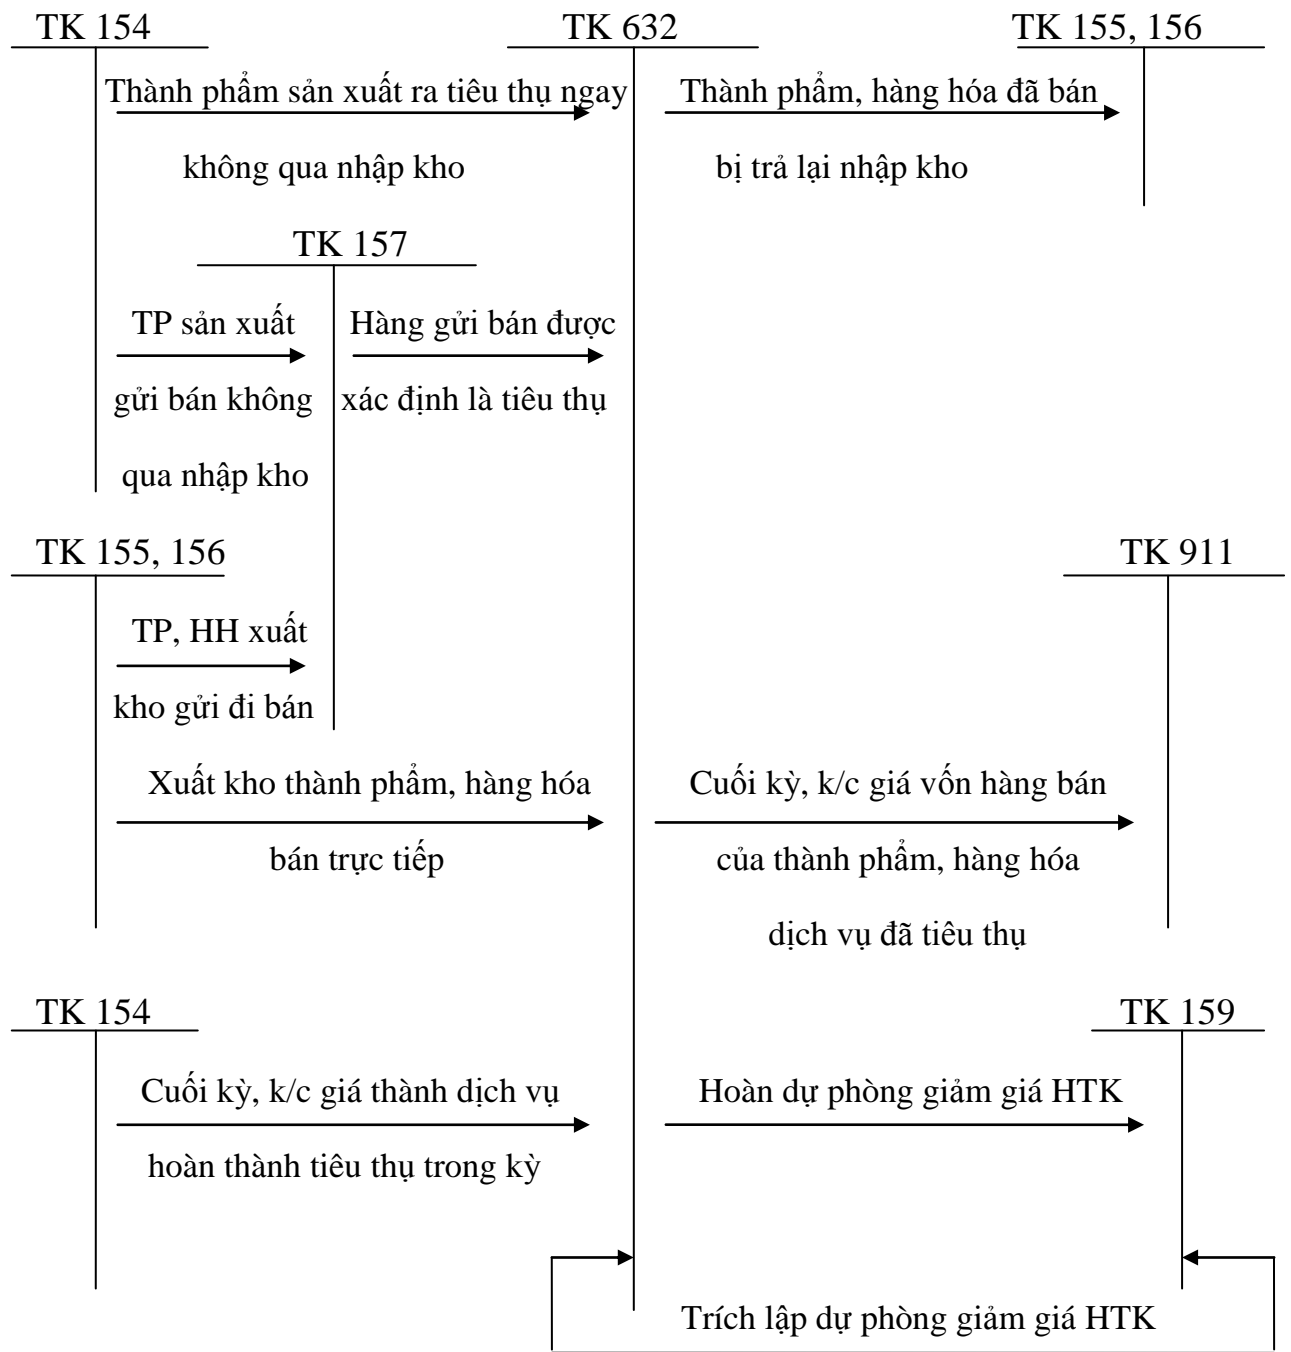 TK 154 TK 632 TK 155, 156
Thành phẩm sản xuất ra tiêu thụ ngay Thành phẩm, hàng hóa đã bán
không qua nhập kho bị trả lại nhập kho
TK 157
TP sản xuất Hàng gửi bán được
gửi bán không xác định là tiêu thụ
qua nhập kho
TK 155, 156 TK 911
TP, HH xuất
kho gửi đi bán
Xuất kho thành phẩm, hàng hóa Cuối kỳ, k/c giá vốn hàng bán
bán trực tiếp của thành phẩm, hàng hóa
dịch vụ đã tiêu thụ
TK 154 TK 159
Cuối kỳ, k/c giá thành dịch vụ Hoàn dự phòng giảm giá HTK
hoàn thành tiêu thụ trong kỳ
Trích lập dự phòng giảm giá HTK